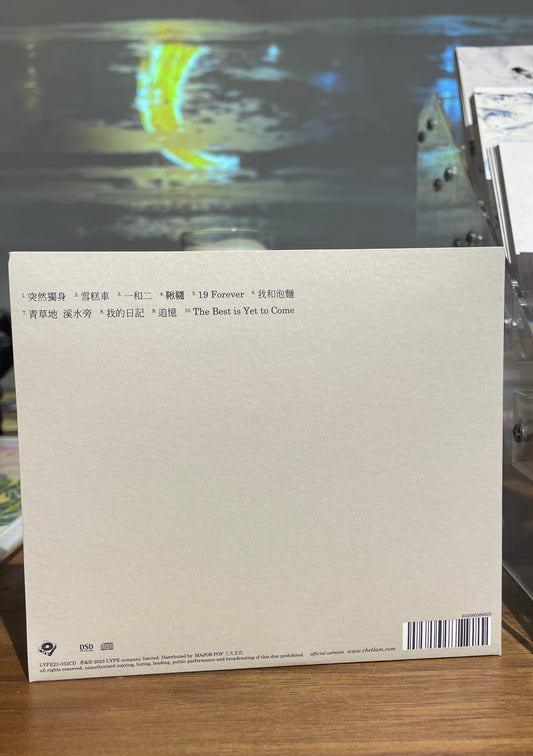 1. 突然獨身 2. 雪糕車 3. 一和二 4. 鞦韆 5. 19 Forever 6. 我和泡麵
7. 青草地 溪水旁 8. 我的日記 9. 追憶 10. The Best is Yet to Come
DSD
LYFE23-052CD ℗&© 2023 LYFE company limited. Distributed by MAJOR POP 三大文化
all rights reserved. unauthorized copying, hiring, lending, public performance and broadcasting of this disc prohibited. official websites www.chetlam.com